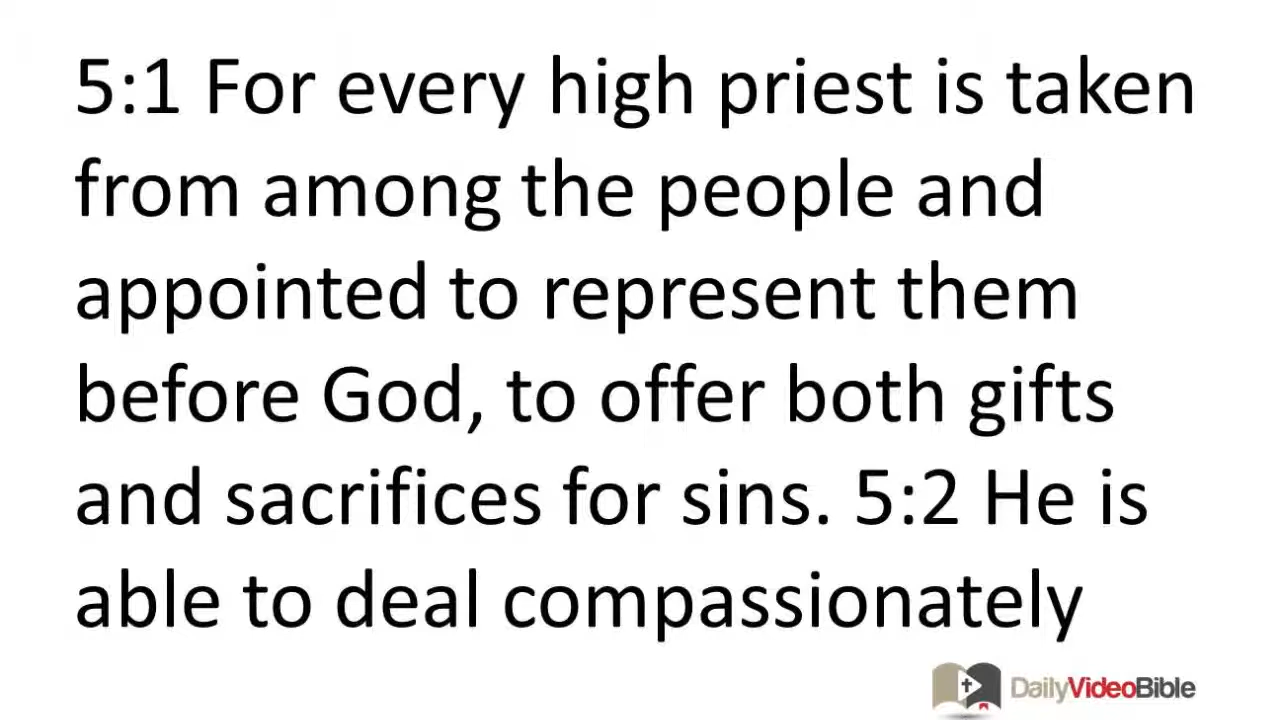 5:1 For every high priest is taken
from among the people and
appointed to represent them
before God, to offer both gifts
and sacrifices for sins. 5:2 He is
able to deal compassionately
DailyVideoBible